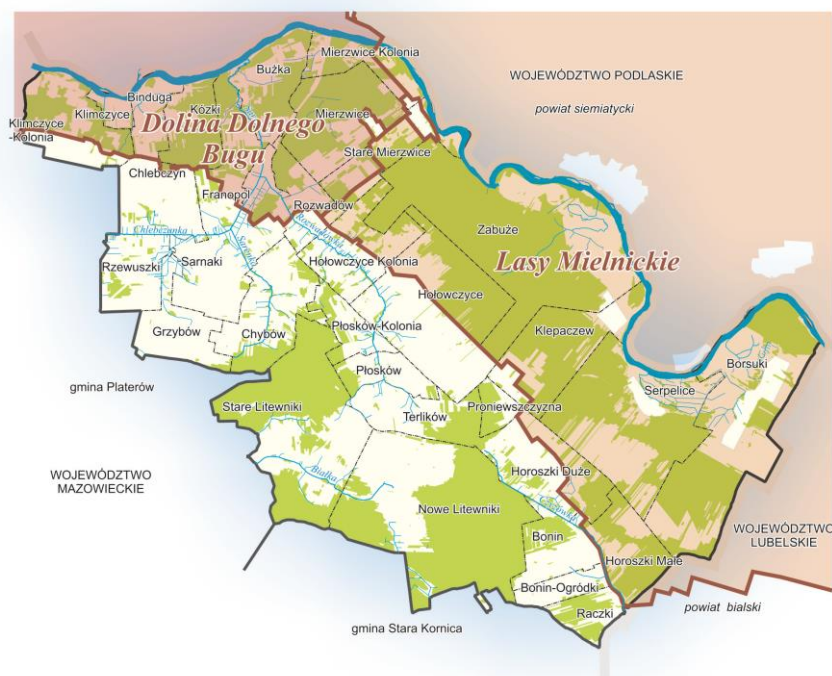 Mierzwice Kolonia
Bużka
WOJEWÓDZTWO PODLASKIE
powiat siemiatycki
Binduga
Klimczyce
Kózki
Mierzwice
Klimczyce
-Kolonia
Dolina Dolnego
Bugu
Stare Mierzwice
Chlebczyn
Franopol
Rozwadów
Zabuże
Chlebczanka
Sarenka
Rozwadówka
Lasy Mielnickie
Rzewuszki
Sarnaki
Hołowczyce Kolonia
Hołowczyce
Grzybów
Chybów
Płosków-Kolonia
Klepaczew
Borsuki
Płosków
Serpelice
gmina Platerów
Stare Litewniki
Terlików
Proniewszczyzna
WOJEWÓDZTWO
MAZOWIECKIE
Białka
Horoszki Duże
Nowe Litewniki
Bonin
WOJEWÓDZTWO
LUBELSKIE
Horoszki Małe
Bonin-Ogródki
Raczki
powiat bialski
gmina Stara Kornica